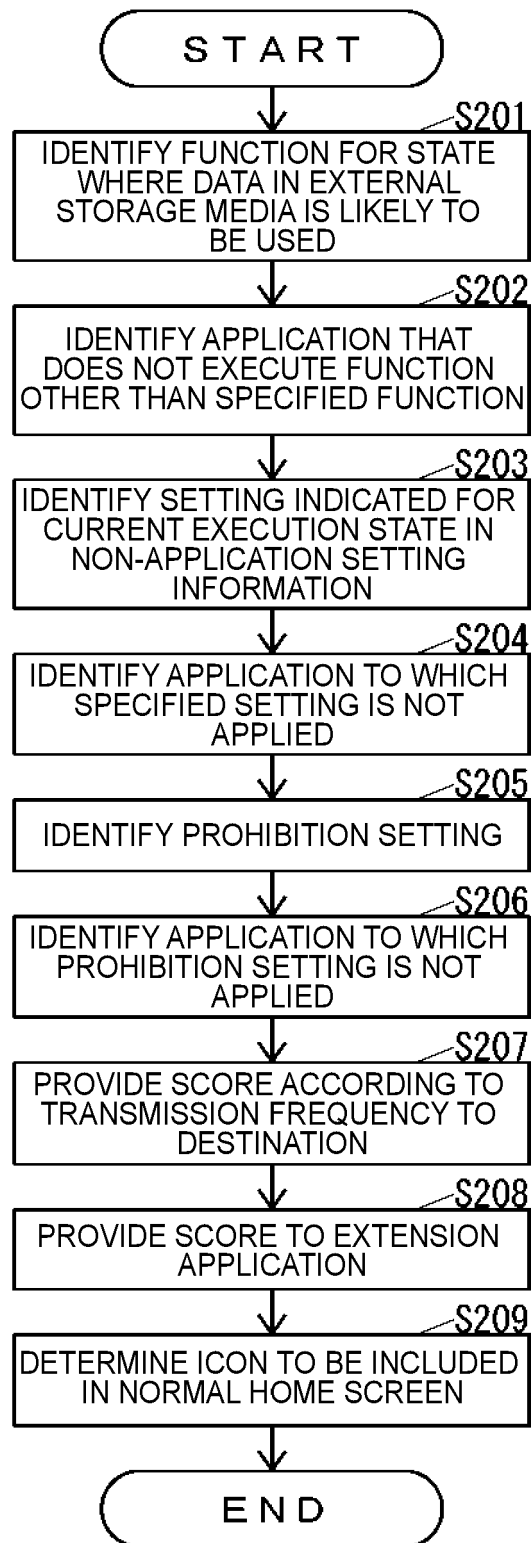 START
S201
IDENTIFY FUNCTION FOR STATE
WHERE DATA IN EXTERNAL
STORAGE MEDIA IS LIKELY TO
BE USED
S202
IDENTIFY APPLICATION THAT
DOES NOT EXECUTE FUNCTION
OTHER THAN SPECIFIED FUNCTION
S203
IDENTIFY SETTING INDICATED FOR
CURRENT EXECUTION STATE IN
NON-APPLICATION SETTING
INFORMATION
S204
IDENTIFY APPLICATION TO WHICH
SPECIFIED SETTING IS NOT
APPLIED
S205
IDENTIFY PROHIBITION SETTING
S206
IDENTIFY APPLICATION TO WHICH
PROHIBITION SETTING IS NOT
APPLIED
S207
PROVIDE SCORE ACCORDING TO
TRANSMISSION FREQUENCY TO
DESTINATION
S208
PROVIDE SCORE TO EXTENSION
APPLICATION
S209
DETERMINE ICON TO BE INCLUDED
IN NORMAL HOME SCREEN
END